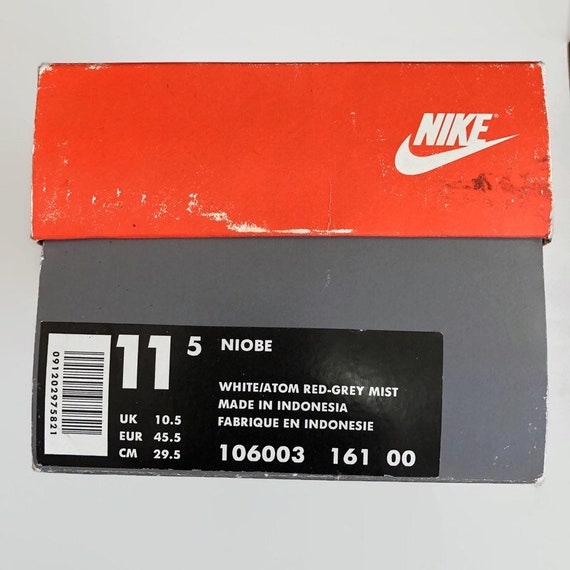 NIKE®
11 5 NIOBE
WHITE/ATOM RED-GREY MIST
UK 10.5 MADE IN INDONESIA
EUR 45.5 FABRIQUE EN INDONESIE
CM 29.5 106003 161 00
091202975821